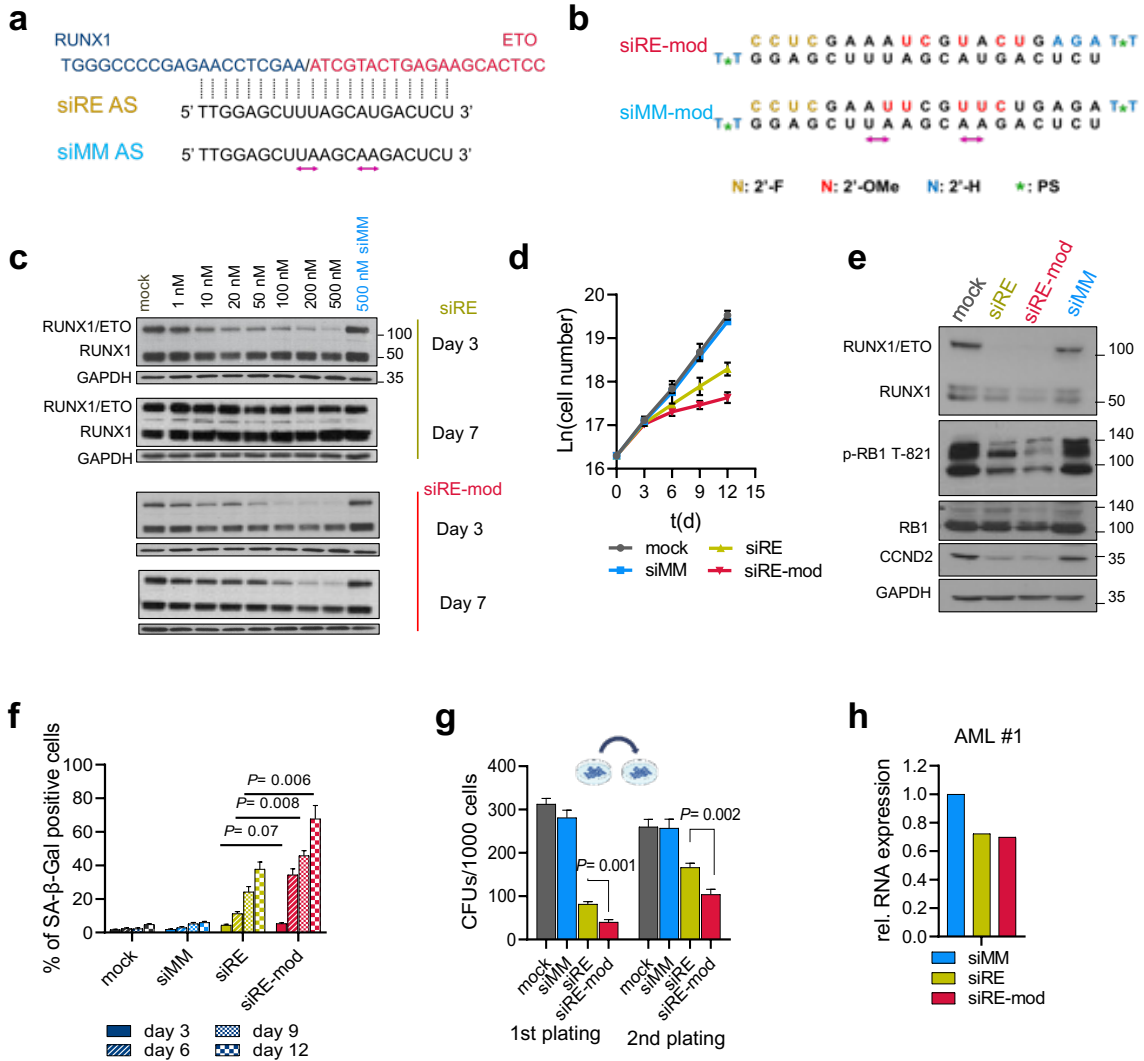 a
RUNX1
ETO
TGGGCCCCGAGAACCTCGAA/ATCGTACTGAGAAGCACTCC
siRE AS
5' TTGGAGCUUUAGCAUGACUCU 3'
siMM AS
5' TTGGAGCUUAAGCAAGACUCU 3'
b
siRE-mod
C C U C G A A A U C G U A C U G A G A T*T
T*T G G A G C U U U A G C A U G A C U C U
siMM-mod
C C U C G A A U U C G U U C U G A G A T*T
T*T G G A G C U U A A G C A A G A C U C U
N: 2'-F
N: 2'-OMe
N: 2'-H
*: PS
c
mock
1 nM
10 nM
20 nM
50 nM
100 nM
200 nM
500 nM
500 nM siMM
RUNX1/ETO
RUNX1
GAPDH
100
50
35
siRE
Day 3
RUNX1/ETO
RUNX1
GAPDH
Day 7
siRE-mod
Day 3
Day 7
d
Ln(cell number)
20
19
18
17
16
0 3 6 9 12 15
t(d)
mock
siRE
siMM
siRE-mod
e
mock
siRE
siRE-mod
siMM
RUNX1/ETO
100
RUNX1
50
p-RB1 T-821
140
100
RB1
140
100
CCND2
35
GAPDH
35
f
% of SA-β-Gal positive cells
100
80
60
40
20
0
P= 0.006
P= 0.008
P= 0.07
mock
siMM
siRE
siRE-mod
day 3
day 9
day 6
day 12
g
CFUs/1000 cells
400
300
200
100
0
P= 0.001
P= 0.002
mock
siMM
siRE
siRE-mod
mock
siMM
siRE
siRE-mod
1st plating
2nd plating
h
AML #1
rel. RNA expression
1.2
1.0
0.8
0.6
0.4
0.2
0.0
siMM
siRE
siRE-mod